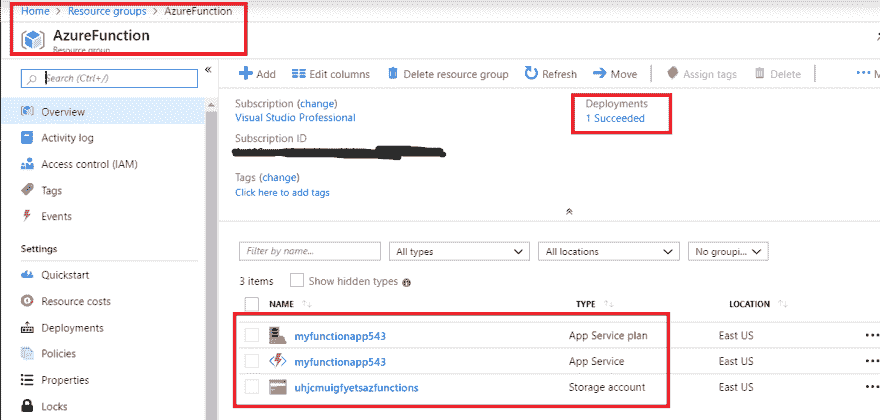 Home > Resource groups > AzureFunction
AzureFunction
Resource group
Search (Ctrl+/)
Overview
Activity log
Access control (IAM)
Tags
Events
Settings
Quickstart
Resource costs
Deployments
Policies
Properties
Locks
Add Edit columns Delete resource group Refresh Move Assign tags Delete
Subscription (change)
Visual Studio Professional
Subscription ID
Tags (change)
Click here to add tags
Deployments
1 Succeeded
Filter by name... All types All locations No groupi...
3 items Show hidden types
NAME TYPE LOCATION
myfunctionapp543 App Service plan East US
myfunctionapp543 App Service East US
uhjcmuigfyetsazfunctions Storage account East US